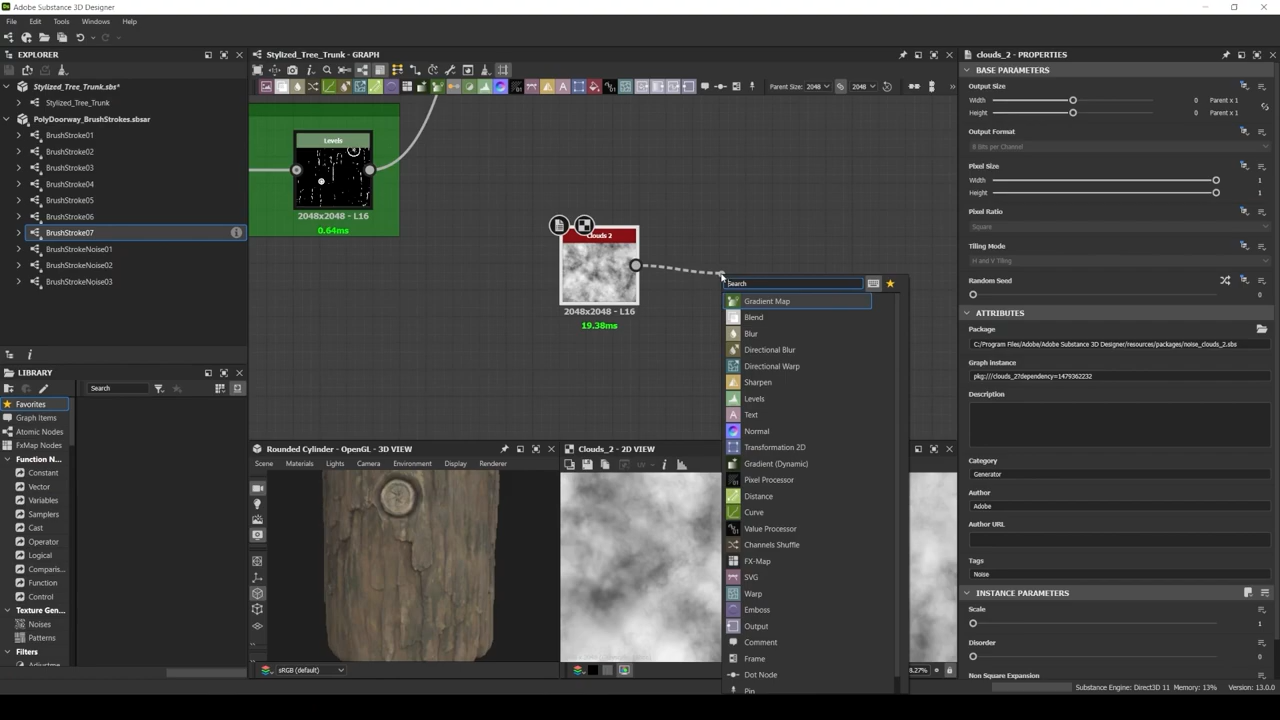 Adobe Substance 3D Designer
File Edit Tools Windows Help
EXPLORER
Stylized_Tree_Trunk.sbs*
Stylized_Tree_Trunk
PolyDoorway_BrushStrokes.sbsar
BrushStroke01
BrushStroke02
BrushStroke03
BrushStroke04
BrushStroke05
BrushStroke06
BrushStroke07
BrushStrokeNoise01
BrushStrokeNoise02
BrushStrokeNoise03
LIBRARY
Search
Favorites
Graph Items
Atomic Nodes
FxMap Nodes
Function N...
Constant
Vector
Variables
Samplers
Cast
Operator
Logical
Comparis...
Function
Control
Texture Gen...
Noises
Patterns
Filters
Adjustme
Stylized_Tree_Trunk - GRAPH
Parent Size: 2048 2048
Levels
2048x2048 - L16
0.64ms
Clouds 2
2048x2048 - L16
19.38ms
Search
Gradient Map
Blend
Blur
Directional Blur
Directional Warp
Sharpen
Levels
Text
Normal
Transformation 2D
Gradient (Dynamic)
Pixel Processor
Distance
Curve
Value Processor
Channels Shuffle
FX-Map
SVG
Warp
Emboss
Output
Comment
Frame
Dot Node
Pin
Rounded Cylinder - OpenGL - 3D VIEW
Scene Materials Lights Camera Environment Display Renderer
sRGB (default)
Clouds_2 - 2D VIEW
UV
8.27%
clouds_2 - PROPERTIES
BASE PARAMETERS
Output Size
Width 0 Parent x 1
Height 0 Parent x 1
Output Format
8 Bits per Channel
Pixel Size
Width 1
Height 1
Pixel Ratio
Square
Tiling Mode
H and V Tiling
Random Seed
0
ATTRIBUTES
Package
C:/Program Files/Adobe/Adobe Substance 3D Designer/resources/packages/noise_clouds_2.sbs
Graph instance
pkg:///clouds_2?dependency=1479362232
Description
Category
Generator
Author
Adobe
Author URL
Tags
Noise
INSTANCE PARAMETERS
Scale
1
Disorder
0
Non Square Expansion
Substance Engine: Direct3D 11 Memory: 13% Version: 13.0.0